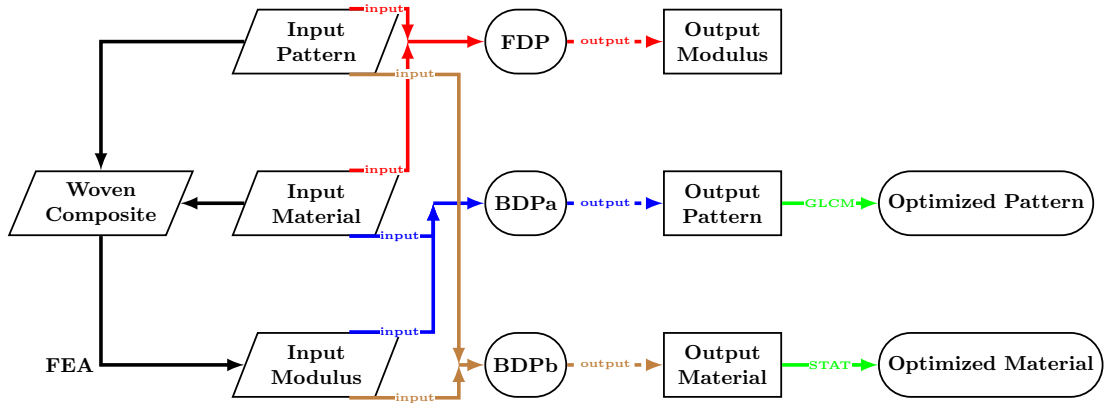 input
Input
Pattern
FDP
output
Output
Modulus
input
input
Woven
Composite
Input
Material
BDPa
output
Output
Pattern
GLCM
Optimized Pattern
input
input
FEA
Input
Modulus
BDPb
output
Output
Material
STAT
Optimized Material
input